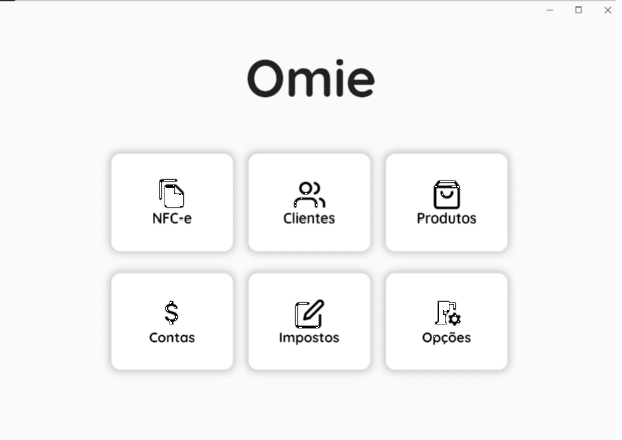 Omie
NFC-e
Clientes
Produtos
Contas
Impostos
Opções